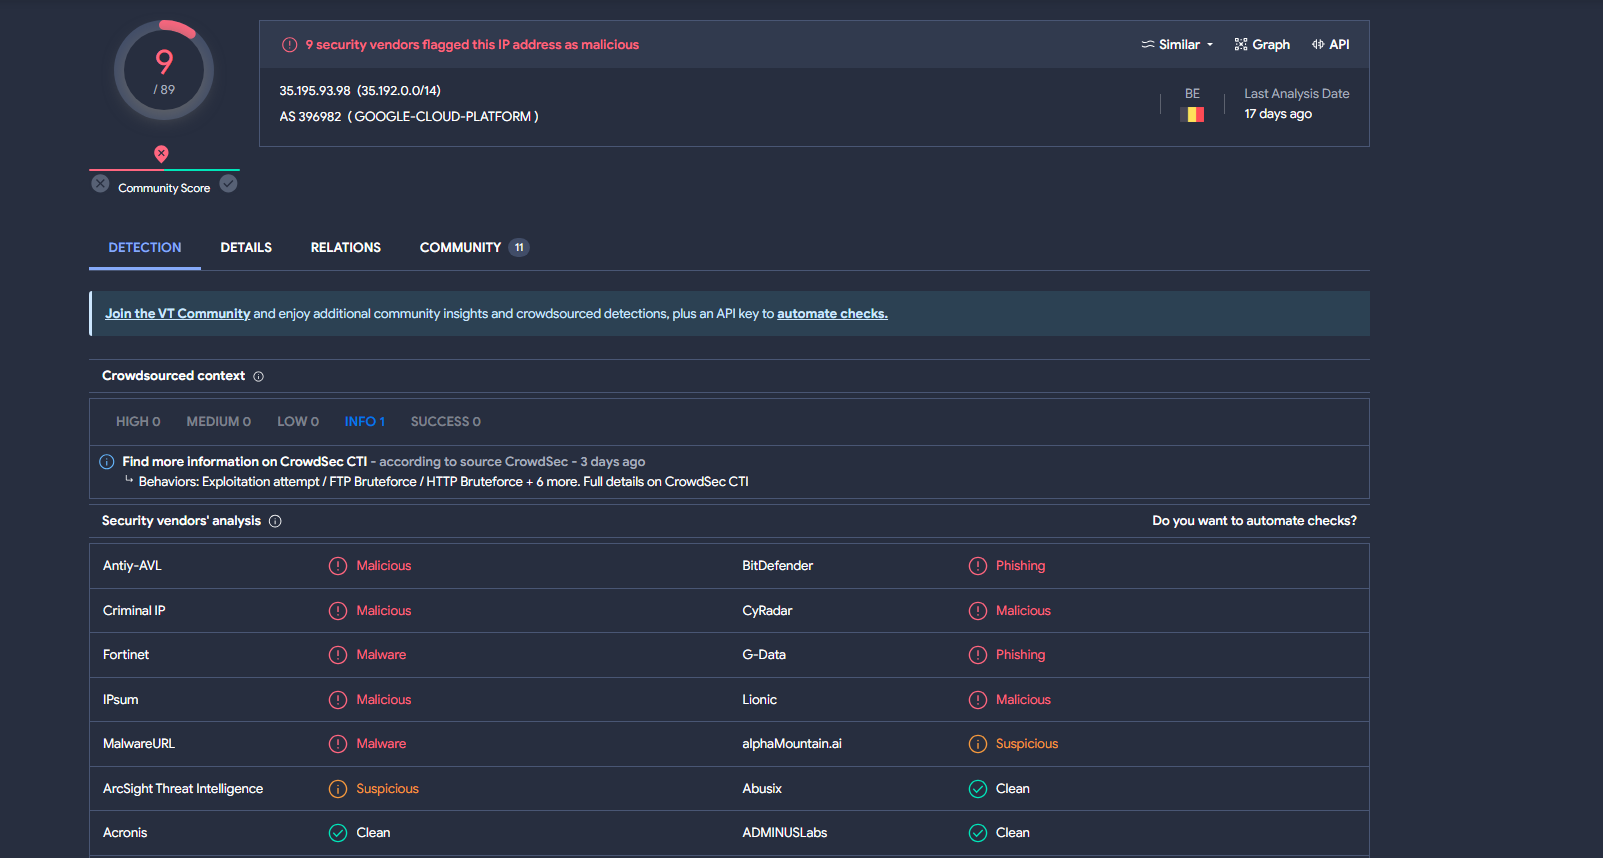 9
/ 89
Community Score
9 security vendors flagged this IP address as malicious
Similar
Graph
API
35.195.93.98 (35.192.0.0/14)
AS 396982 ( GOOGLE-CLOUD-PLATFORM )
BE
Last Analysis Date
17 days ago
DETECTION DETAILS RELATIONS COMMUNITY 11
Join the VT Community and enjoy additional community insights and crowdsourced detections, plus an API key to automate checks.
Crowdsourced context
HIGH 0 MEDIUM 0 LOW 0 INFO 1 SUCCESS 0
Find more information on CrowdSec CTI - according to source CrowdSec - 3 days ago
Behaviors: Exploitation attempt / FTP Bruteforce / HTTP Bruteforce + 6 more. Full details on CrowdSec CTI
Security vendors' analysis Do you want to automate checks?
Antiy-AVL Malicious BitDefender Phishing
Criminal IP Malicious CyRadar Malicious
Fortinet Malware G-Data Phishing
IPsum Malicious Lionic Malicious
MalwareURL Malware alphaMountain.ai Suspicious
ArcSight Threat Intelligence Suspicious Abusix Clean
Acronis Clean ADMINUSLabs Clean